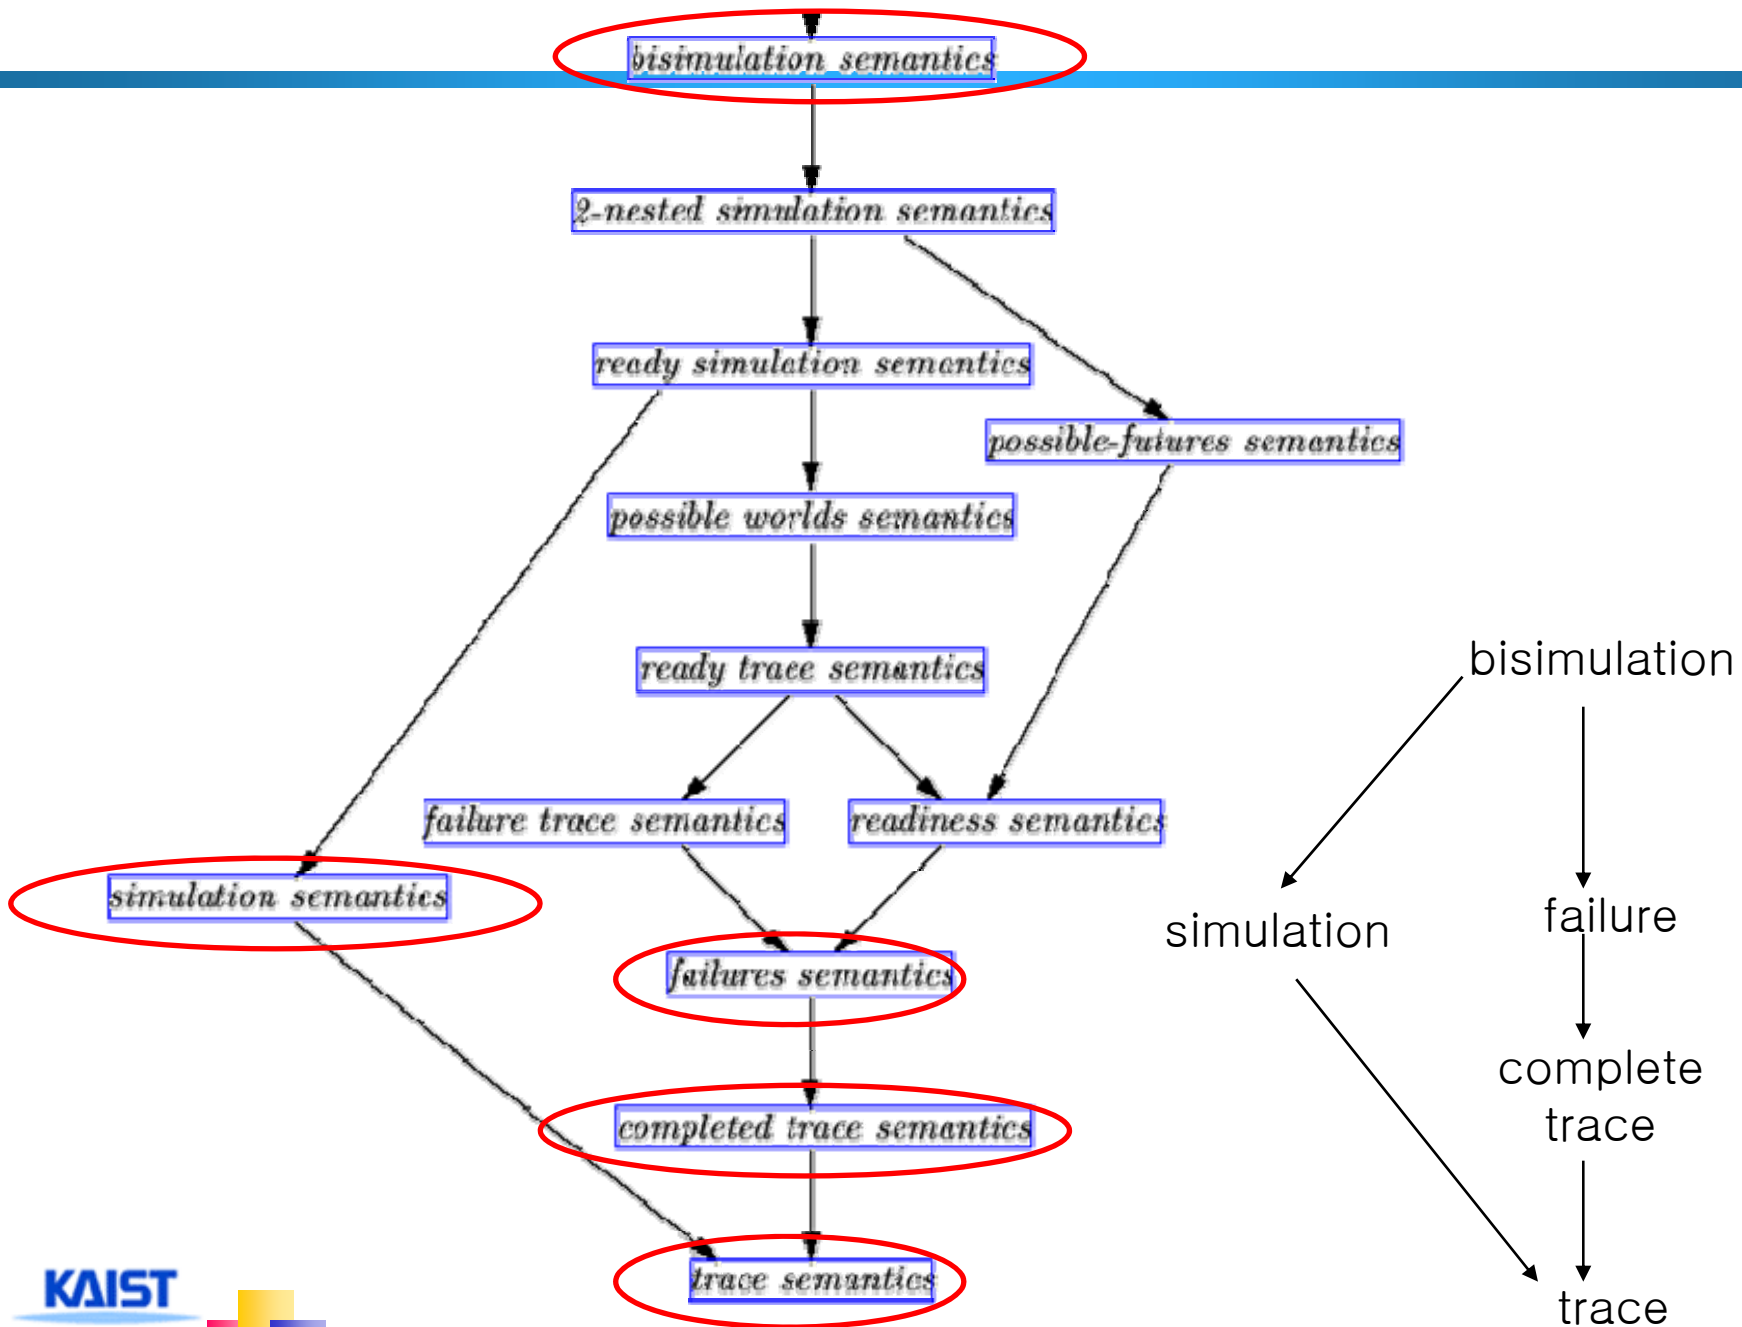 bisimulation semantics
2-nested simulation semantics
ready simulation semantics
possible-futures semantics
possible worlds semantics
ready trace semantics
failure trace semantics
readiness semantics
simulation semantics
failures semantics
completed trace semantics
trace semantics
bisimulation
simulation
failure
complete
trace
trace
KAIST